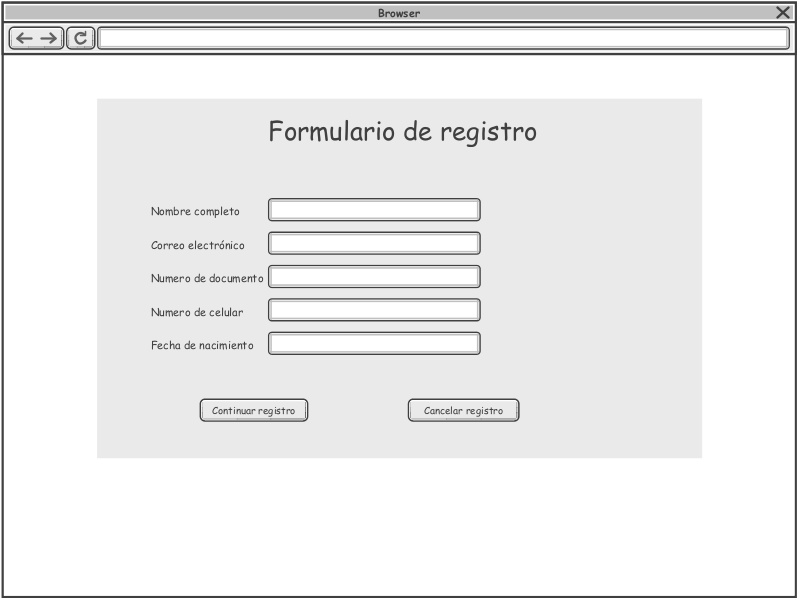 Browser
Formulario de registro
Nombre completo
Correo electrónico
Numero de documento
Numero de celular
Fecha de nacimiento
Continuar registro Cancelar registro